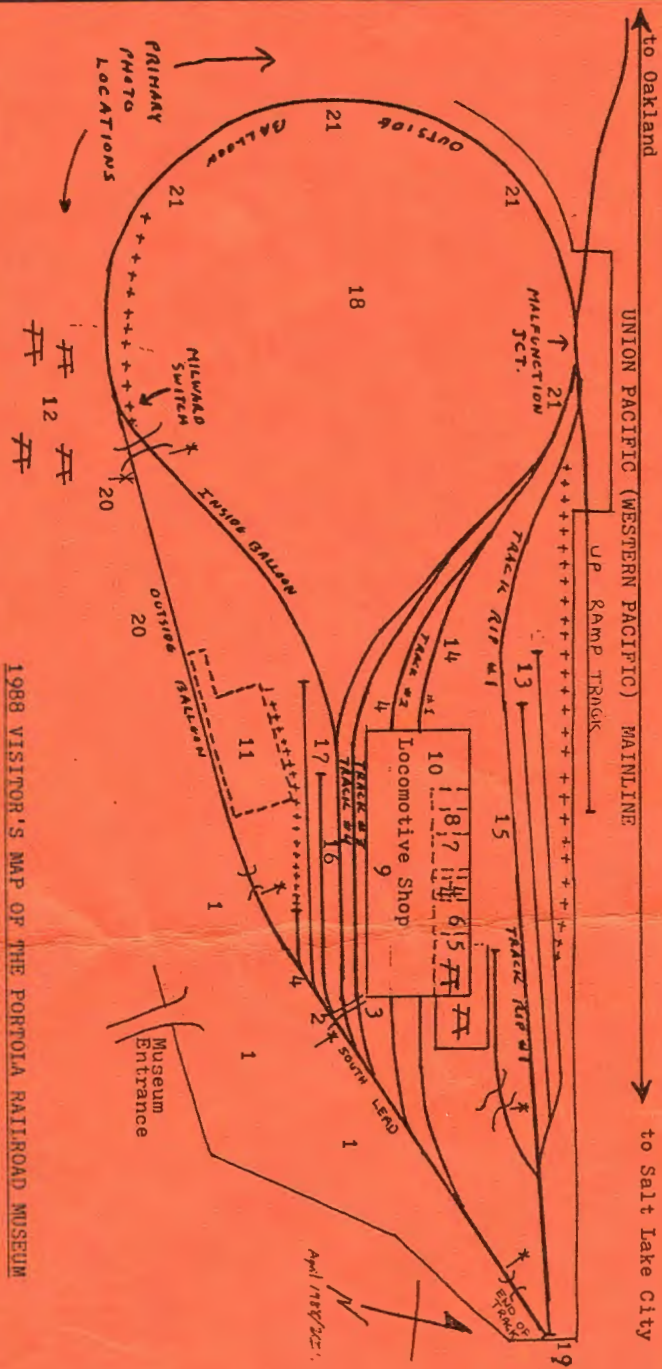 to Oakland
UNION PACIFIC (WESTERN PACIFIC) MAINLINE
to Salt Lake City
UP RAMP TRACK
PRIMARY
PHOTO
LOCATIONS
OUTSIDE
BALLOON
21
21
21
21
18
MALFUNCTION
JCT.
MILWARD
SWITCH
12
20
20
INSIDE BALLOON
OUTSIDE BALLOON
TRACK RIP #1
13
14
#1
TRACK #2
4
15
TRACK RIP #1
10
8
7
4
6
5
Locomotive Shop
9
TRACK #3
TRACK #4
16
17
11
4
3
2
SOUTH
LEAD
1
1
1
19
END OF
TRACK
Museum
Entrance
N
1988 VISITOR'S MAP OF THE PORTOLA RAILROAD MUSEUM